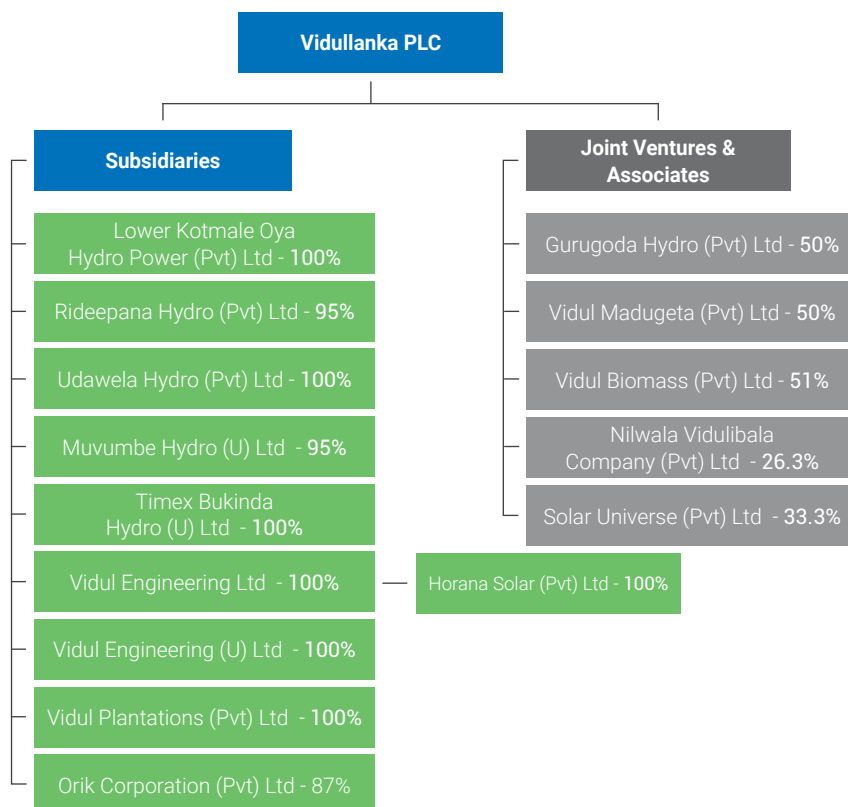 Vidullanka PLC
Subsidiaries
Lower Kotmale Oya
Hydro Power (Pvt) Ltd - 100%
Rideepana Hydro (Pvt) Ltd - 95%
Udawela Hydro (Pvt) Ltd - 100%
Muvumbe Hydro (U) Ltd - 95%
Timex Bukinda
Hydro (U) Ltd - 100%
Vidul Engineering Ltd - 100%
Horana Solar (Pvt) Ltd - 100%
Vidul Engineering (U) Ltd - 100%
Vidul Plantations (Pvt) Ltd - 100%
Orik Corporation (Pvt) Ltd - 87%
Joint Ventures &
Associates
Gurugoda Hydro (Pvt) Ltd - 50%
Vidul Madugeta (Pvt) Ltd - 50%
Vidul Biomass (Pvt) Ltd - 51%
Nilwala Vidulibala
Company (Pvt) Ltd - 26.3%
Solar Universe (Pvt) Ltd - 33.3%